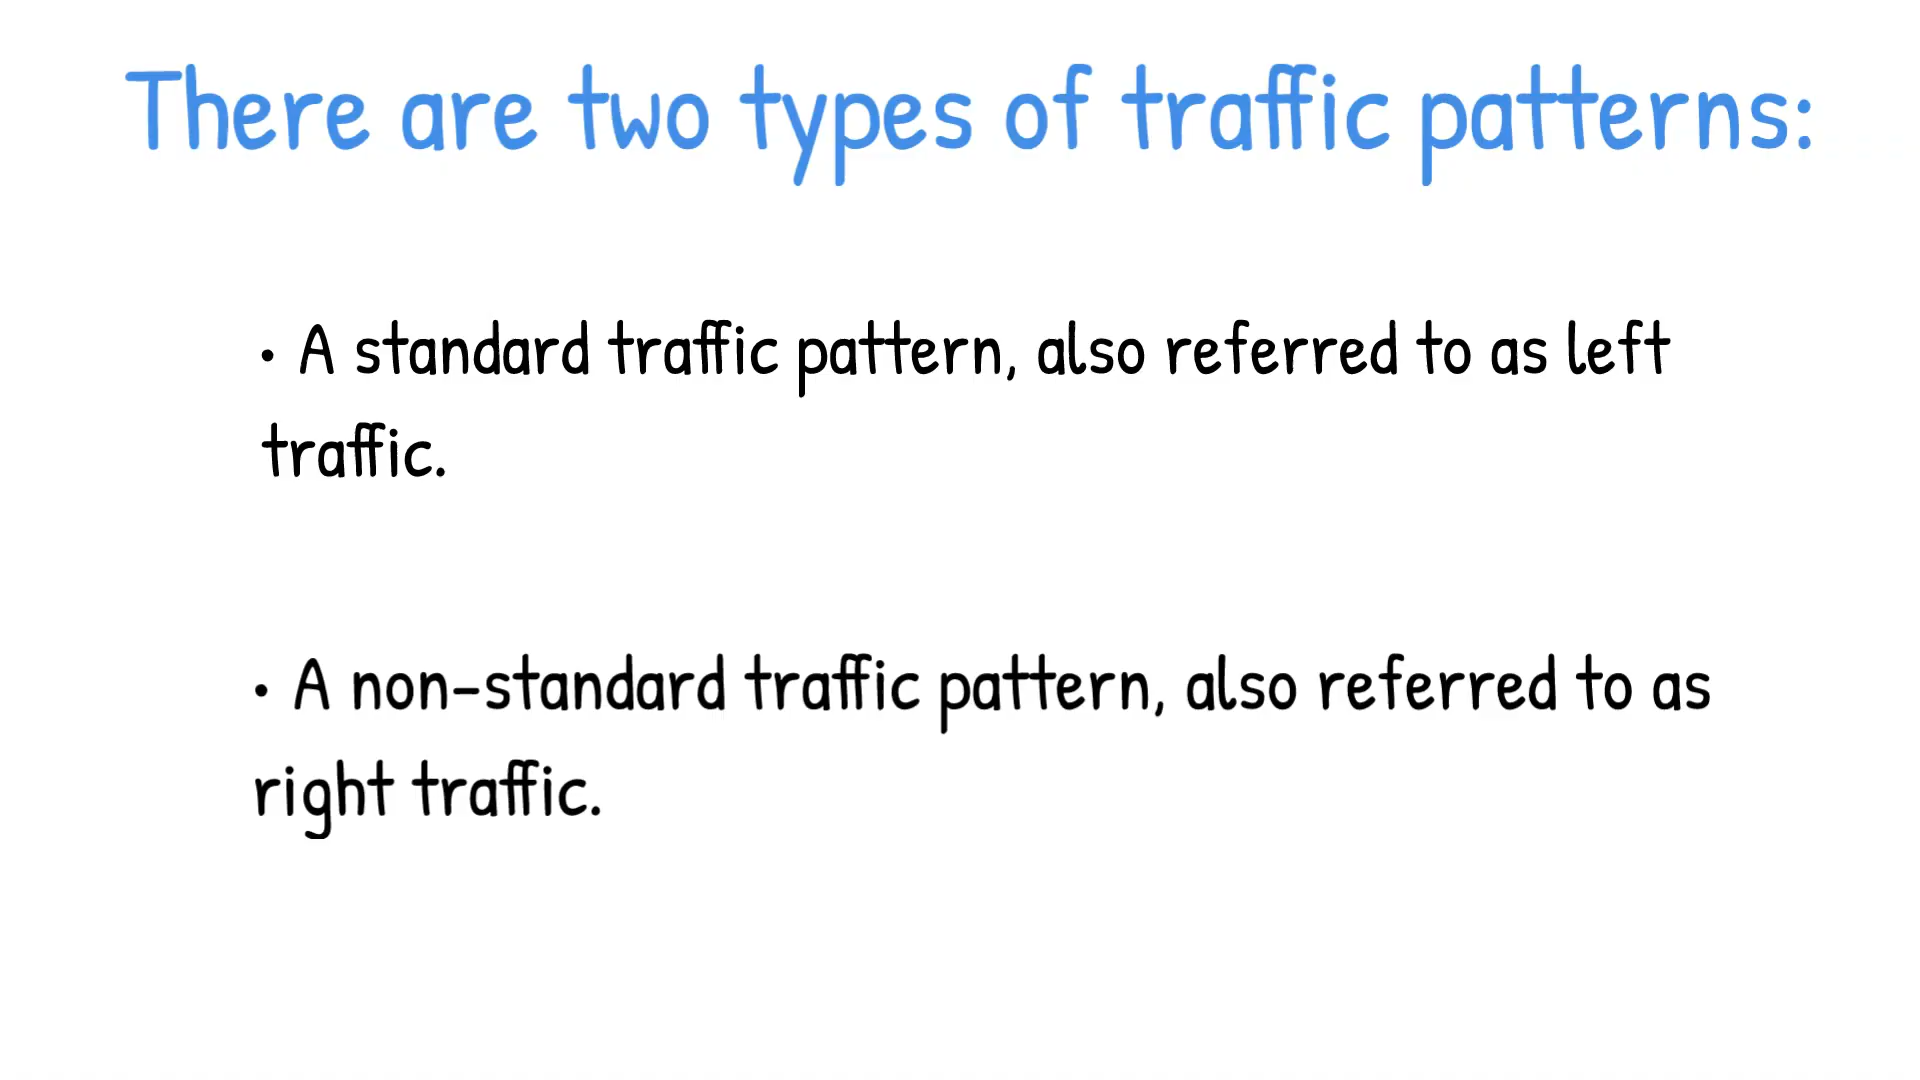 There are two types of traffic patterns:
• A standard traffic pattern, also referred to as left
traffic.
• A non-standard traffic pattern, also referred to as
right traffic.